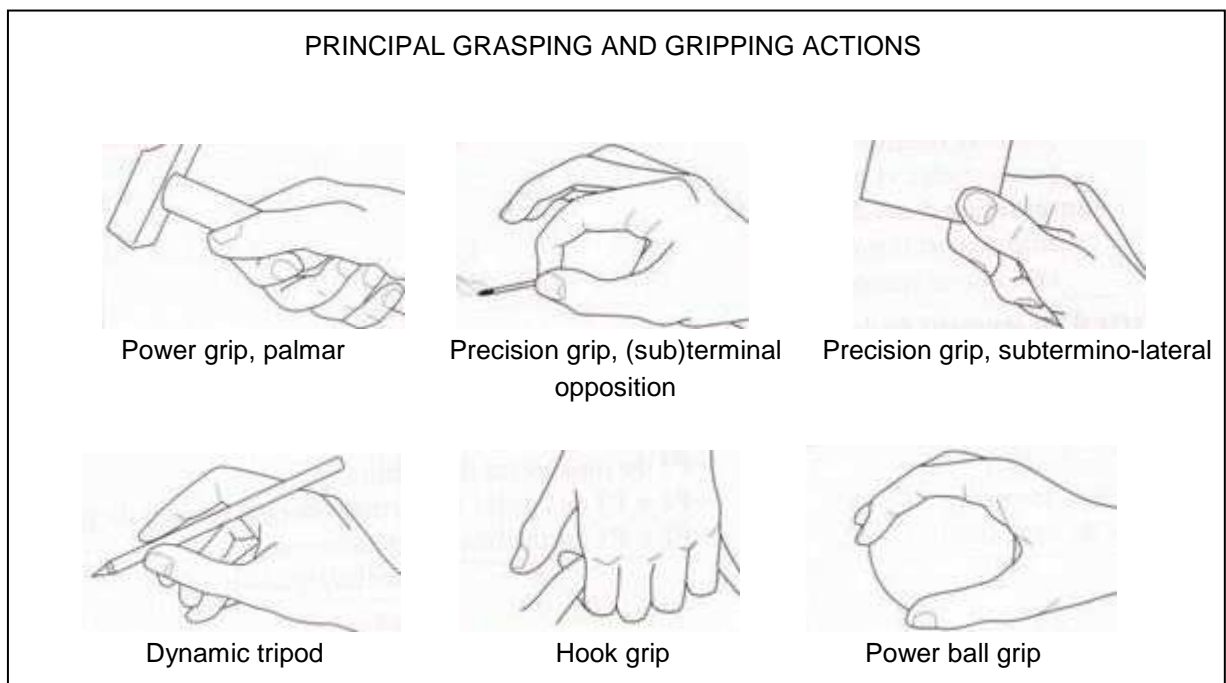 PRINCIPAL GRASPING AND GRIPPING ACTIONS
Power grip, palmar
Precision grip, (sub)terminal
opposition
Precision grip, subtermino-lateral
Dynamic tripod
Hook grip
Power ball grip